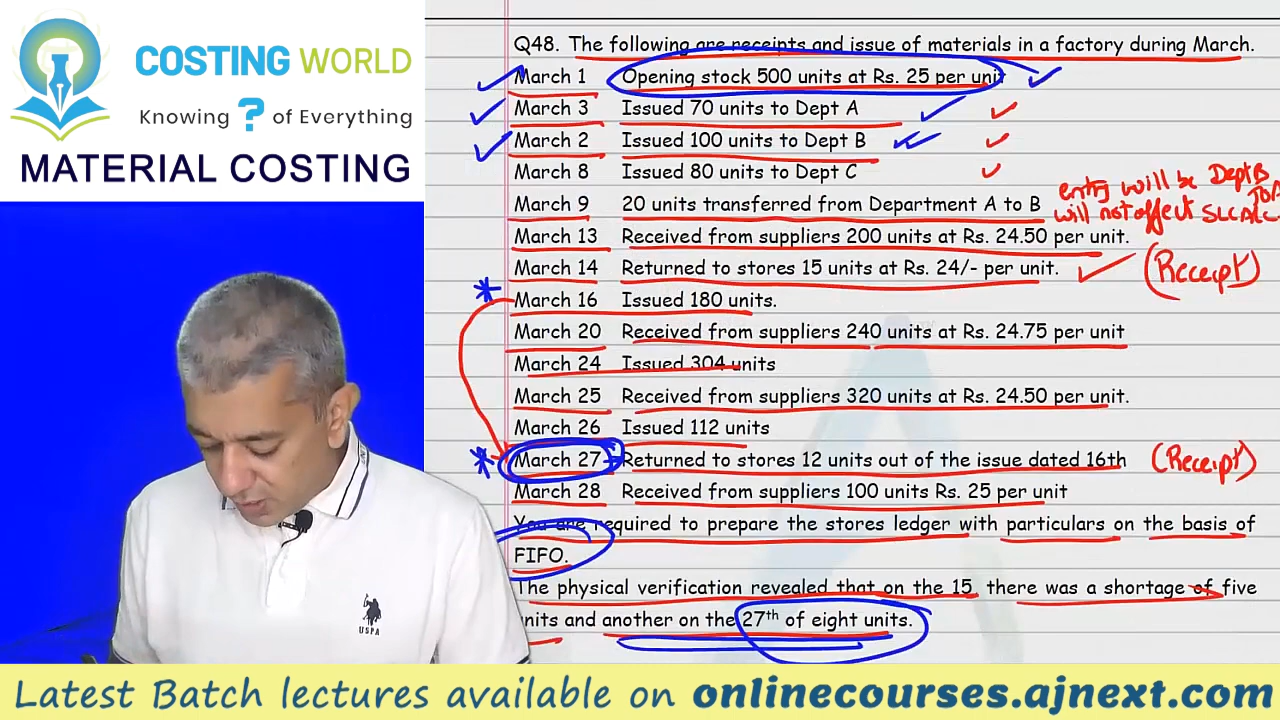 COSTING WORLD
Knowing ? of Everything
MATERIAL COSTING
Q48. The following are receipts and issue of materials in a factory during March.
March 1 Opening stock 500 units at Rs. 25 per unit
March 3 Issued 70 units to Dept A
March 2 Issued 100 units to Dept B
March 8 Issued 80 units to Dept C
March 9 20 units transferred from Department A to B
entry will be Dept B
To A
will not affect SLC A/C
March 13 Received from suppliers 200 units at Rs. 24.50 per unit.
March 14 Returned to stores 15 units at Rs. 24/- per unit. (Receipt)
* March 16 Issued 180 units.
March 20 Received from suppliers 240 units at Rs. 24.75 per unit
March 24 Issued 304 units
March 25 Received from suppliers 320 units at Rs. 24.50 per unit.
March 26 Issued 112 units
* March 27 Returned to stores 12 units out of the issue dated 16th (Receipt)
March 28 Received from suppliers 100 units Rs. 25 per unit
You are required to prepare the stores ledger with particulars on the basis of
FIFO.
The physical verification revealed that on the 15, there was a shortage of five
units and another on the 27th of eight units.
USPA
Latest Batch lectures available on onlinecourses.ajnext.com